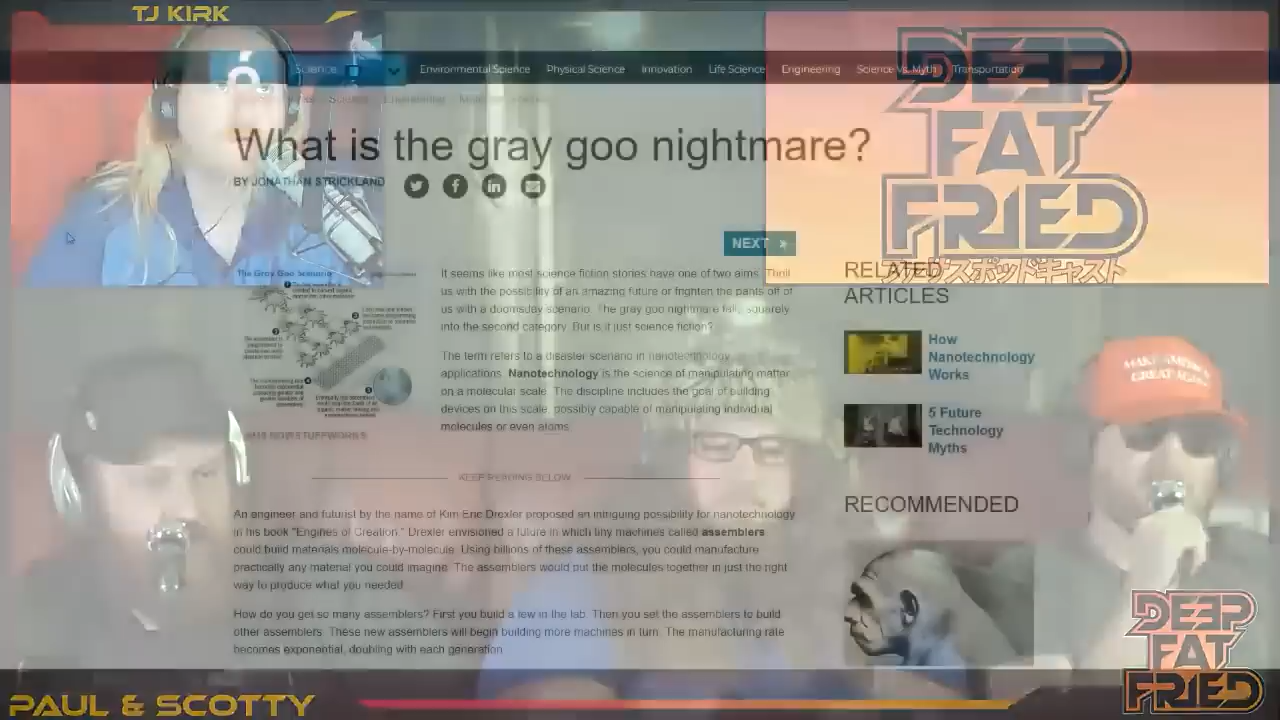 TJ KIRK
Science
Environmental Science
Physical Science
Innovation
Life Science
Engineering
Science Vs. Myth
Transportation
DEEP
FAT
FRIED
What is the gray goo nightmare?
BY JONATHAN STRICKLAND
NEXT »
The Gray Goo Scenario
It seems like most science fiction stories have one of two aims: Thrill
us with the possibility of an amazing future or frighten the pants off of
us with a doomsday scenario. The gray goo nightmare falls squarely
into the second category. But is it just science fiction?
The term refers to a disaster scenario in nanotechnology
applications. Nanotechnology is the science of manipulating matter
on a molecular scale. The discipline includes the goal of building
devices on this scale, possibly capable of manipulating individual
molecules or even atoms.
KEEP READING BELOW
An engineer and futurist by the name of Kim Eric Drexler proposed an intriguing possibility for nanotechnology
in his book "Engines of Creation." Drexler envisioned a future in which tiny machines called assemblers
could build materials molecule-by-molecule. Using billions of these assemblers, you could manufacture
practically any material you could imagine. The assemblers would put the molecules together in just the right
way to produce what you needed.
How do you get so many assemblers? First you build a few in the lab. Then you set the assemblers to build
other assemblers. These new assemblers will begin building more machines in turn. The manufacturing rate
becomes exponential, doubling with each generation.
RELATED
ARTICLES
How
Nanotechnology
Works
5 Future
Technology
Myths
RECOMMENDED
MAKE AMERICA
GREAT AGAIN
DEEP
FAT
FRIED
PAUL & SCOTTY